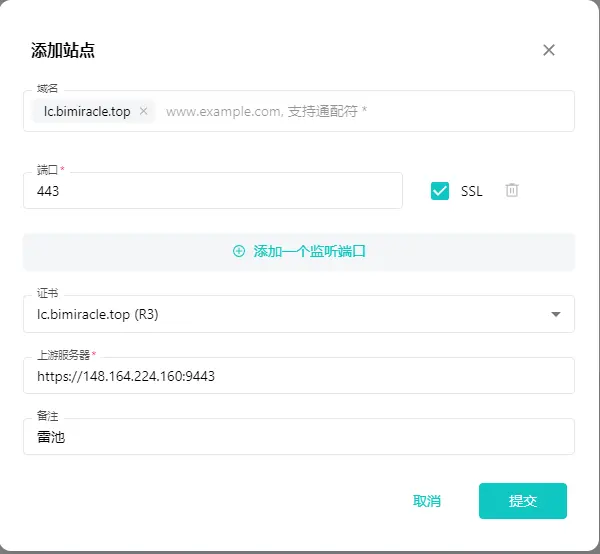 添加站点
域名
lc.bimiracle.top
www.example.com, 支持通配符 *
端口*
443
SSL
添加一个监听端口
证书
lc.bimiracle.top (R3)
上游服务器*
https://148.164.224.160:9443
备注
雷池
取消
提交